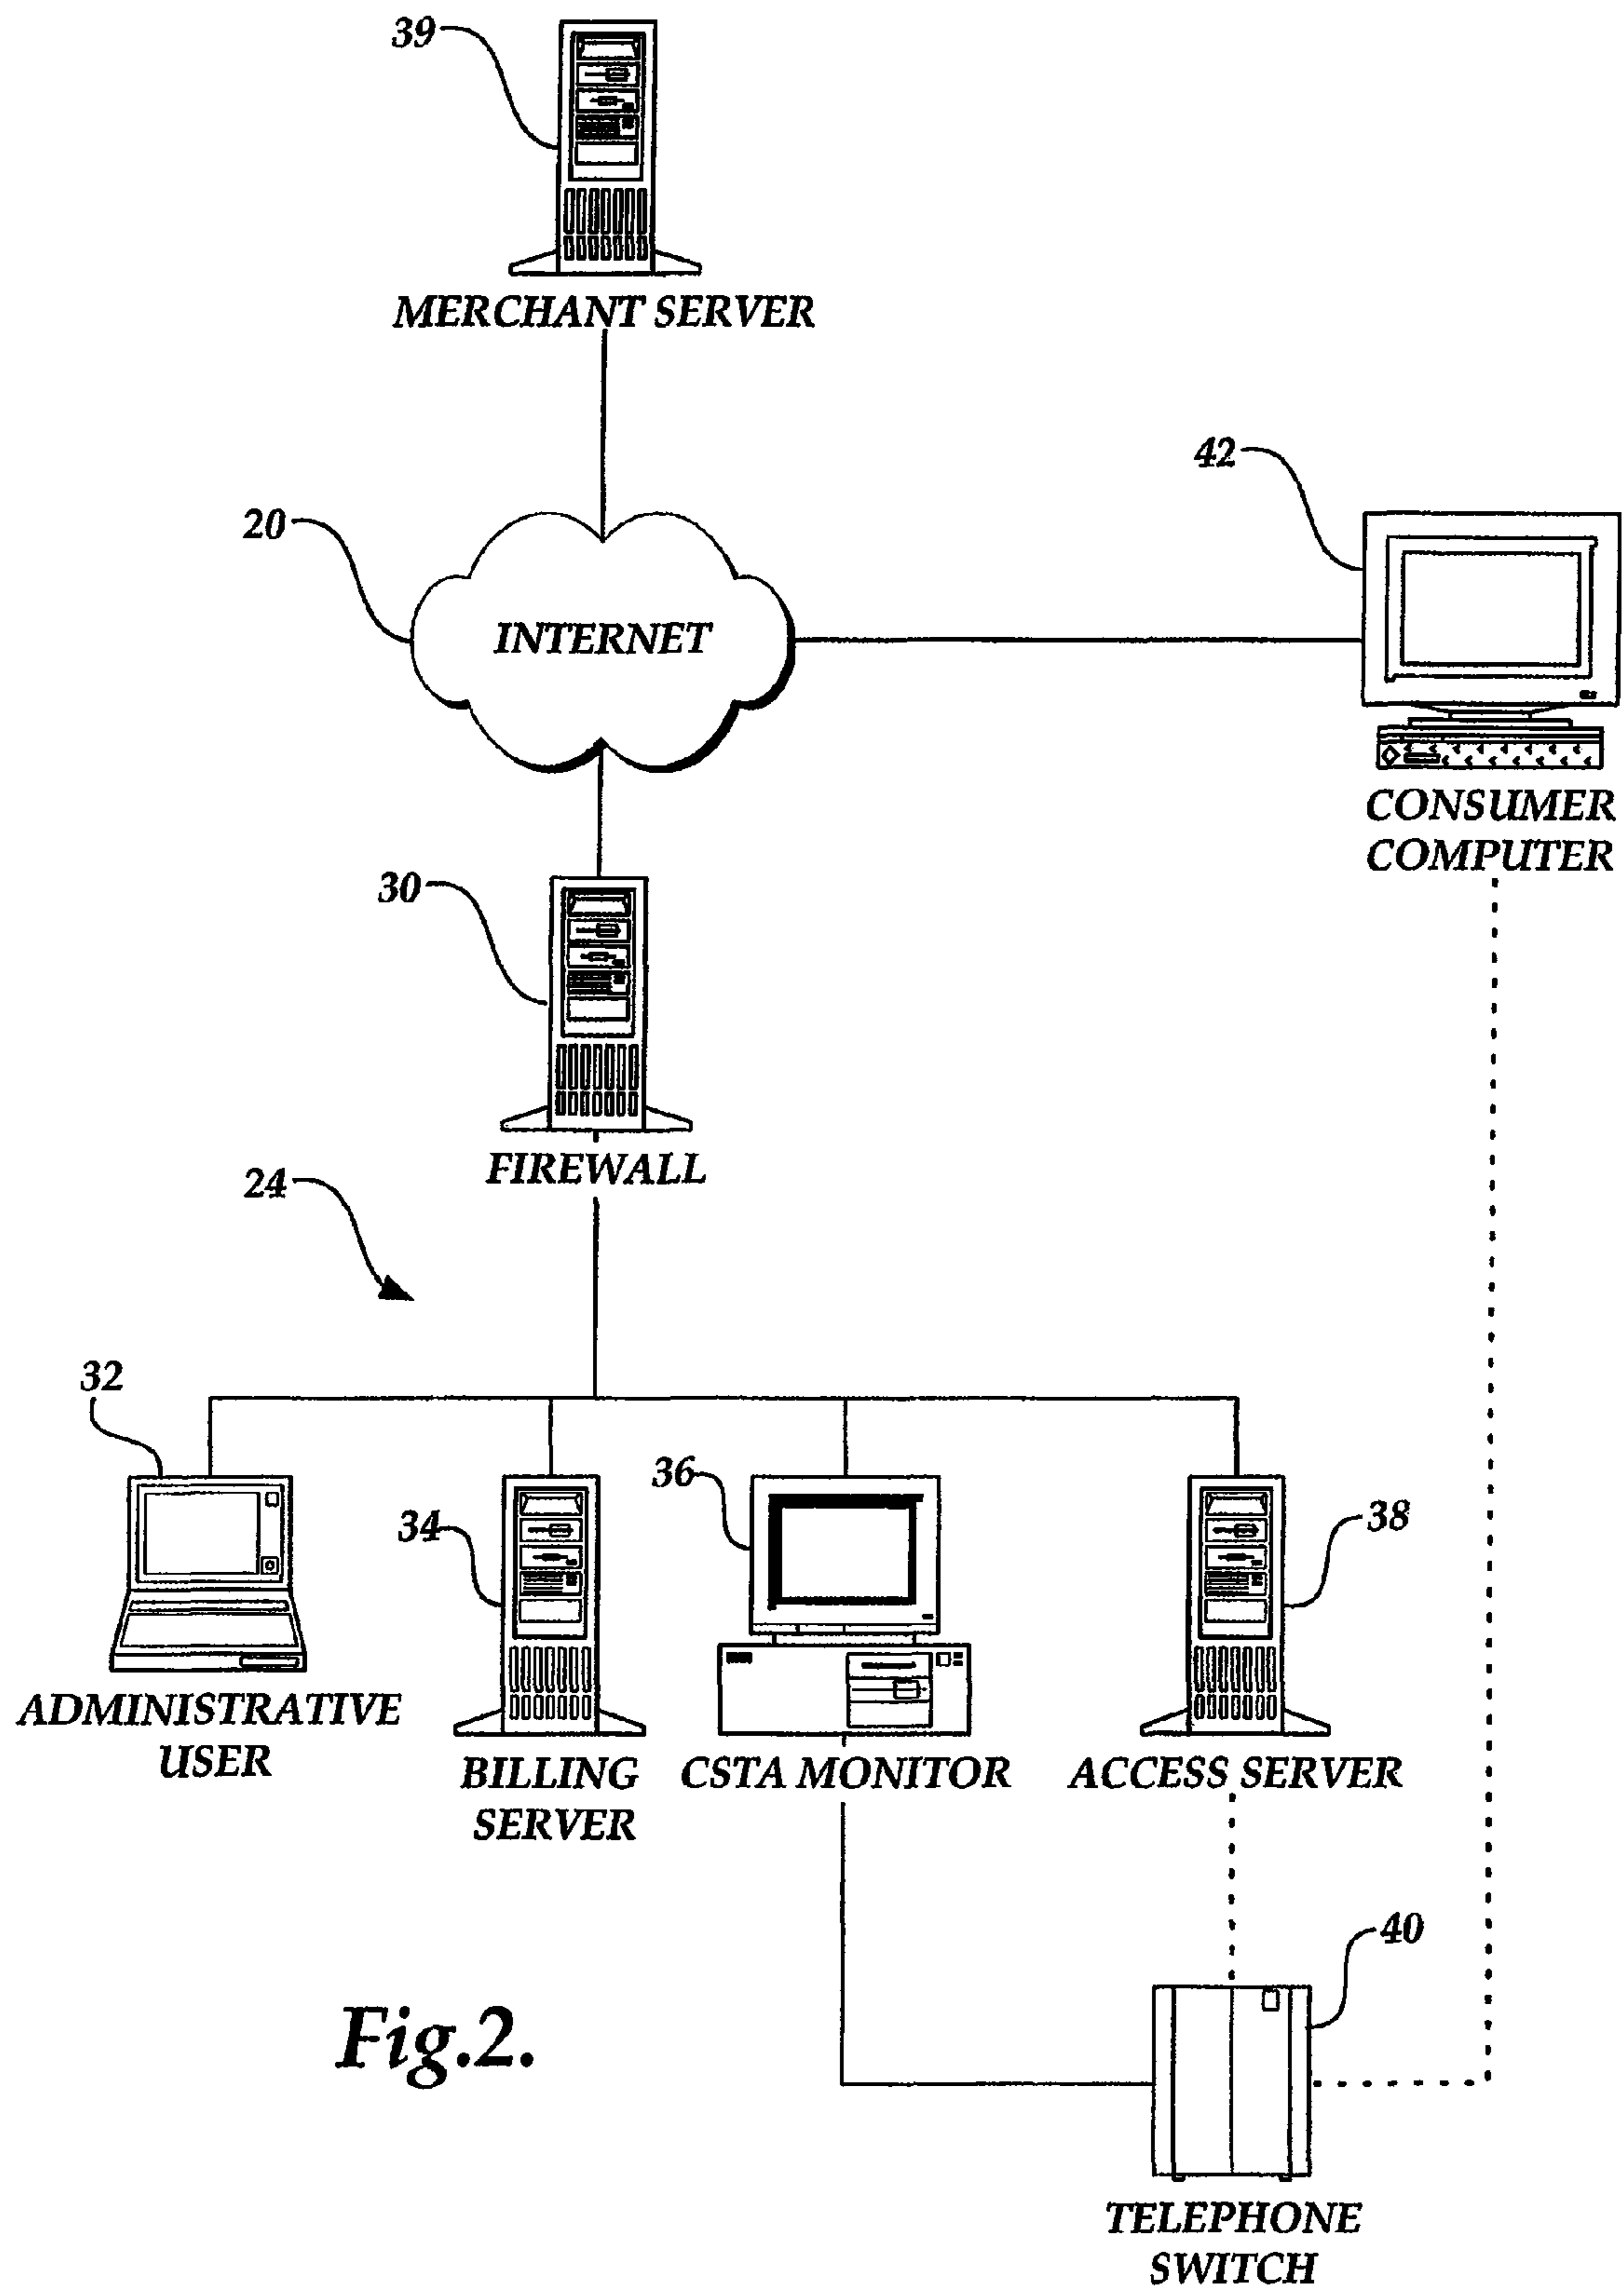 39
MERCHANT SERVER
42
20
INTERNET
CONSUMER
COMPUTER
30
FIREWALL
24
32
36
34
38
ADMINISTRATIVE
USER
BILLING
SERVER
CSTA MONITOR
ACCESS SERVER
40
Fig.2.
TELEPHONE
SWITCH